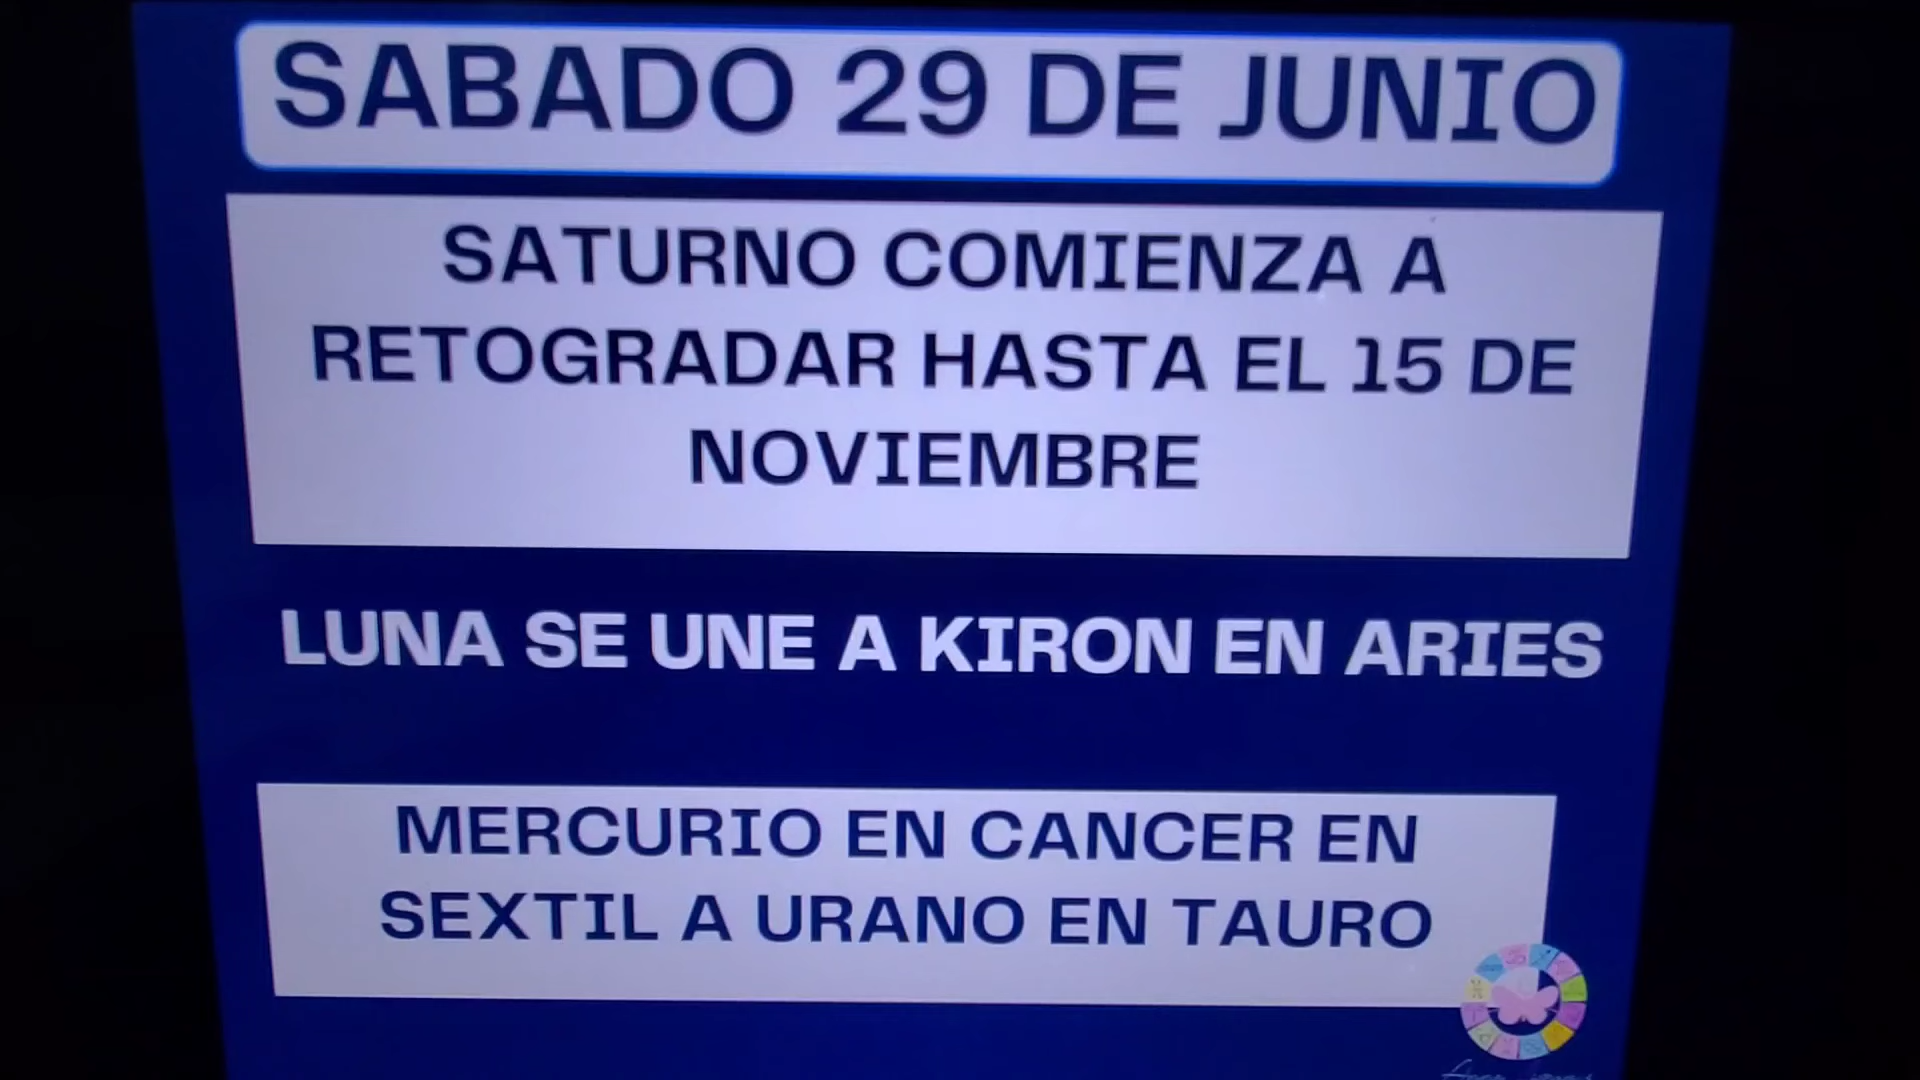 SABADO 29 DE JUNIO
SATURNO COMIENZA A
RETOGRADAR HASTA EL 15 DE
NOVIEMBRE
LUNA SE UNE A KIRON EN ARIES
MERCURIO EN CANCER EN
SEXTIL A URANO EN TAURO